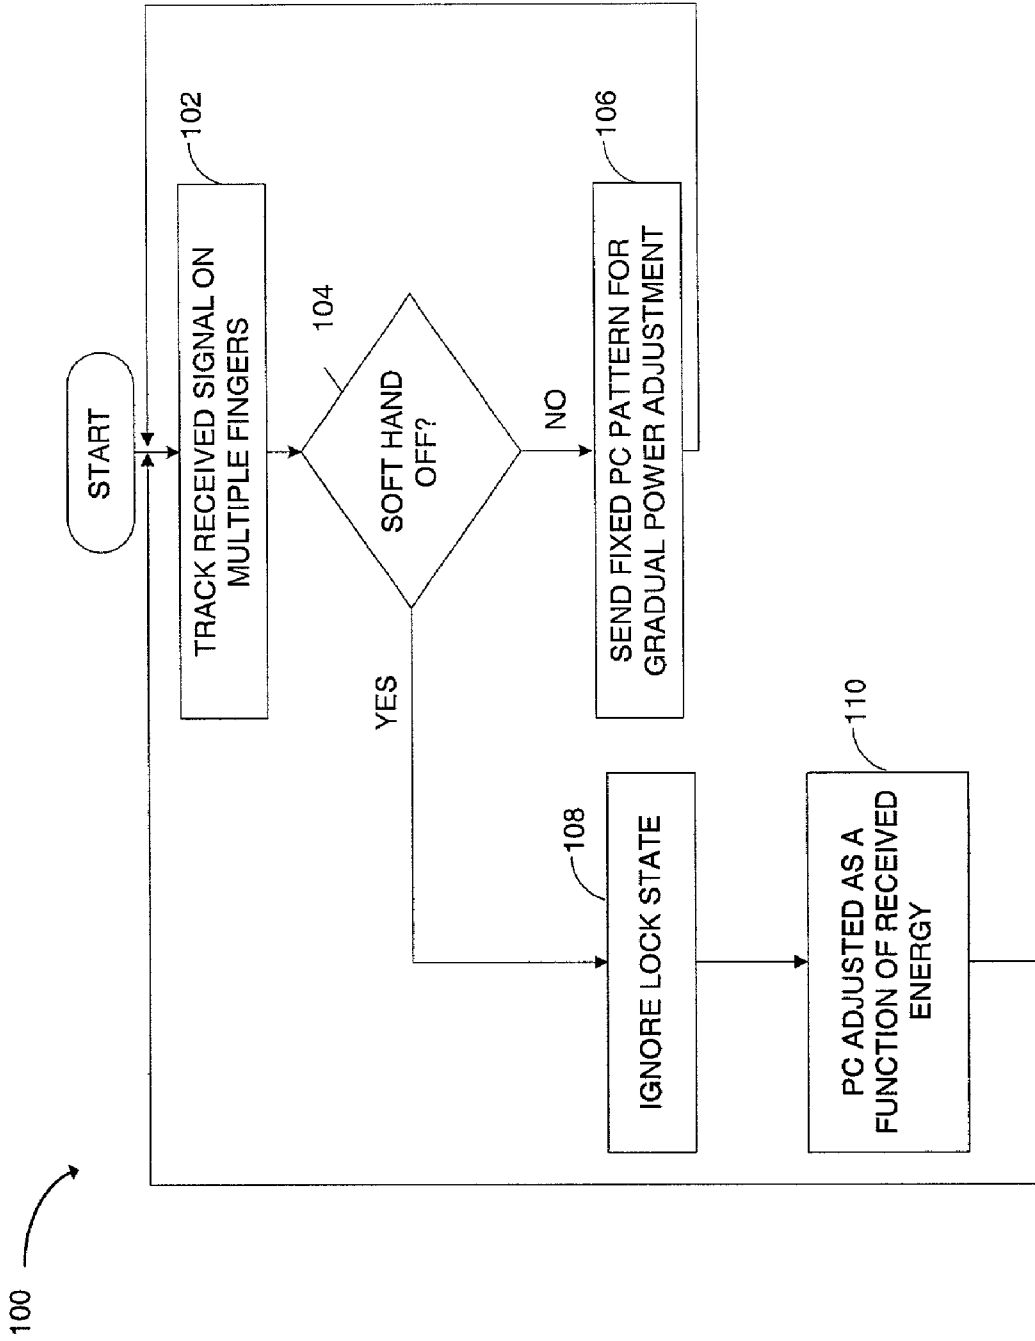 100
START
102
TRACK RECEIVED SIGNAL ON
MULTIPLE FINGERS
104
SOFT HAND
OFF?
YES
NO
106
SEND FIXED PC PATTERN FOR
GRADUAL POWER ADJUSTMENT
108
IGNORE LOCK STATE
110
PC ADJUSTED AS A
FUNCTION OF RECEIVED
ENERGY